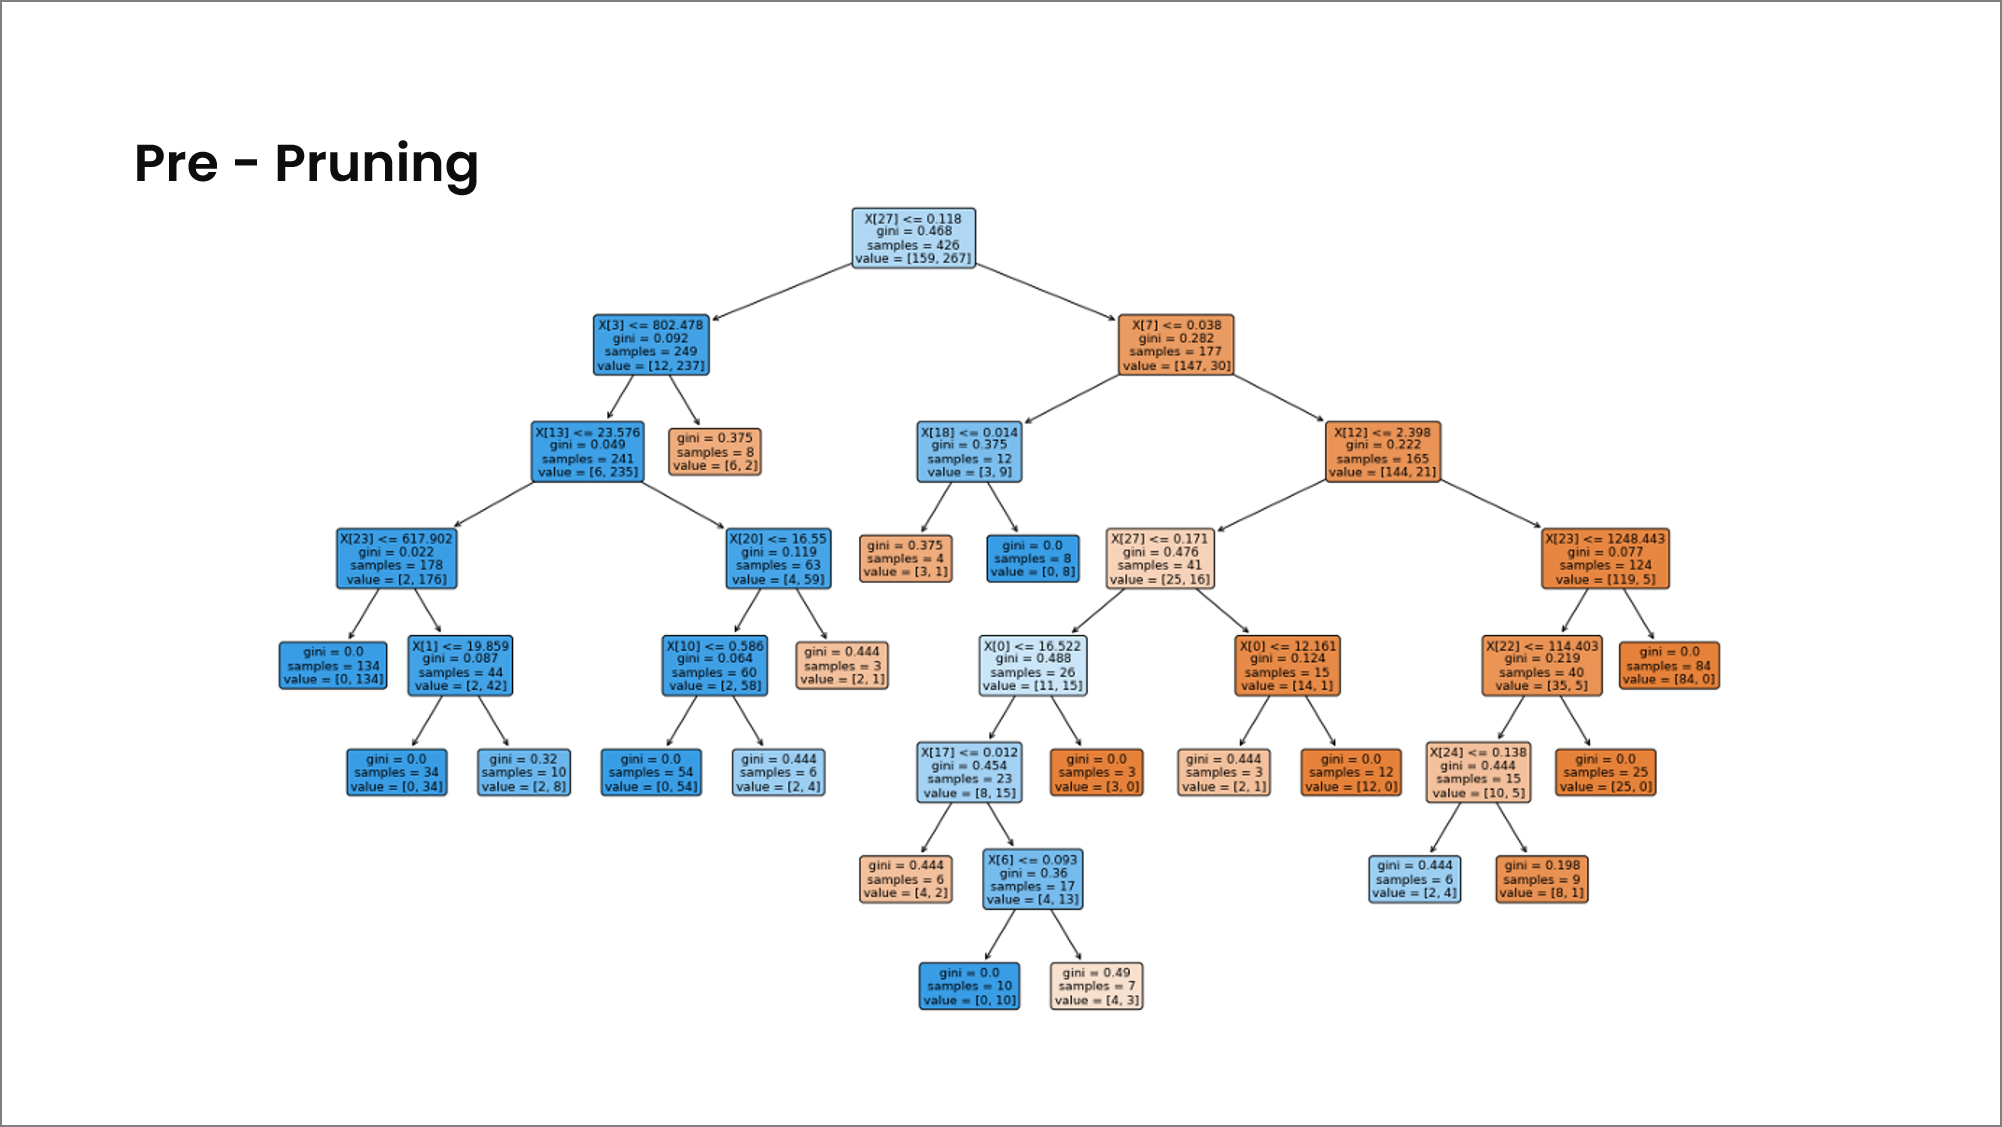 Pre - Pruning
X[27] <= 0.118
gini = 0.468
samples = 426
value = [159, 267]
X[3] <= 802.478
gini = 0.092
samples = 249
value = [12, 237]
X[7] <= 0.038
gini = 0.282
samples = 177
value = [147, 30]
X[13] <= 23.576
gini = 0.049
samples = 241
value = [6, 235]
gini = 0.375
samples = 8
value = [6, 2]
X[18] <= 0.014
gini = 0.375
samples = 12
value = [3, 9]
X[12] <= 2.398
gini = 0.222
samples = 165
value = [144, 21]
X[23] <= 617.902
gini = 0.022
samples = 178
value = [2, 176]
X[20] <= 16.55
gini = 0.119
samples = 63
value = [4, 59]
gini = 0.375
samples = 4
value = [3, 1]
gini = 0.0
samples = 8
value = [0, 8]
X[27] <= 0.171
gini = 0.476
samples = 41
value = [25, 16]
X[23] <= 1248.443
gini = 0.077
samples = 124
value = [119, 5]
gini = 0.0
samples = 134
value = [0, 134]
X[1] <= 19.859
gini = 0.087
samples = 44
value = [2, 42]
X[10] <= 0.586
gini = 0.064
samples = 60
value = [2, 58]
gini = 0.444
samples = 3
value = [2, 1]
X[0] <= 16.522
gini = 0.488
samples = 26
value = [11, 15]
X[0] <= 12.161
gini = 0.124
samples = 15
value = [14, 1]
X[22] <= 114.403
gini = 0.219
samples = 40
value = [35, 5]
gini = 0.0
samples = 84
value = [84, 0]
gini = 0.0
samples = 34
value = [0, 34]
gini = 0.32
samples = 10
value = [2, 8]
gini = 0.0
samples = 54
value = [0, 54]
gini = 0.444
samples = 6
value = [2, 4]
X[17] <= 0.012
gini = 0.454
samples = 23
value = [8, 15]
gini = 0.0
samples = 3
value = [3, 0]
gini = 0.444
samples = 3
value = [2, 1]
gini = 0.0
samples = 12
value = [12, 0]
X[24] <= 0.138
gini = 0.444
samples = 15
value = [10, 5]
gini = 0.0
samples = 25
value = [25, 0]
gini = 0.444
samples = 6
value = [4, 2]
X[6] <= 0.093
gini = 0.36
samples = 17
value = [4, 13]
gini = 0.444
samples = 6
value = [2, 4]
gini = 0.198
samples = 9
value = [8, 1]
gini = 0.0
samples = 10
value = [0, 10]
gini = 0.49
samples = 7
value = [4, 3]